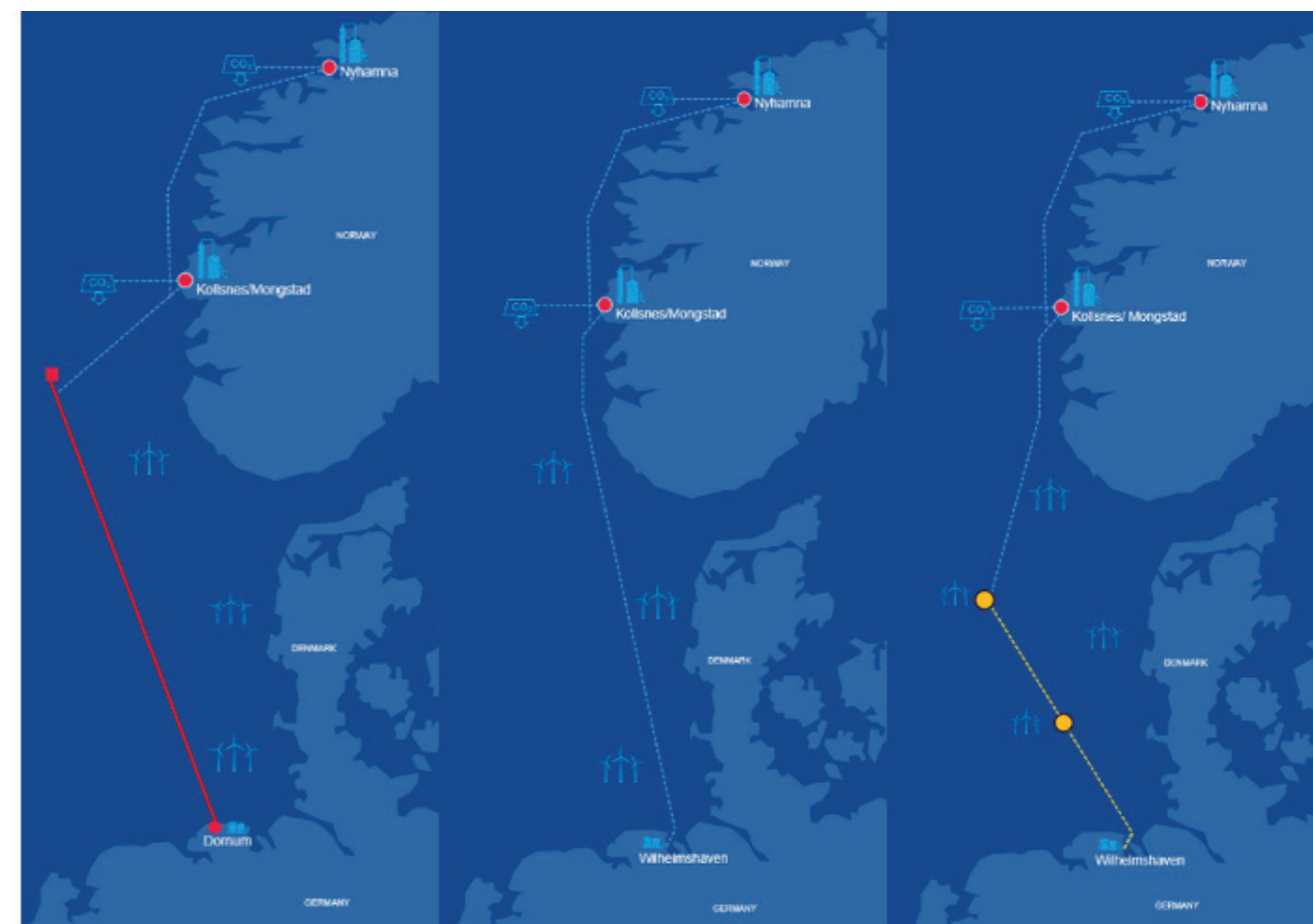 CO₂
Nyhamna
NORWAY
CO₂
Kollsnes/Mongstad
DENMARK
Dornum
GERMANY
CO₂
Nyhamna
NORWAY
CO₂
Kollsnes/Mongstad
DENMARK
Wilhelmshaven
GERMANY
CO₂
Nyhamna
NORWAY
CO₂
Kollsnes/ Mongstad
DENMARK
Wilhelmshaven
GERMANY